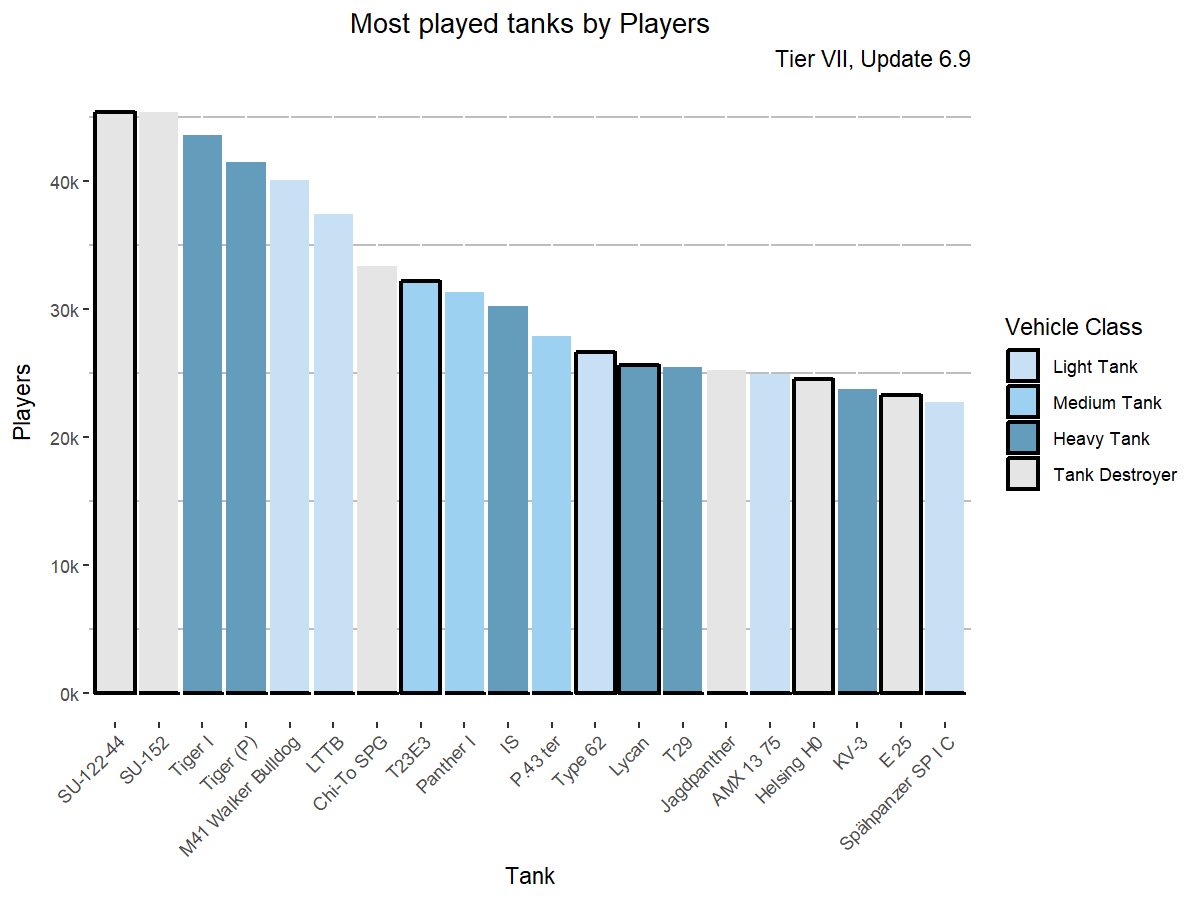 Most played tanks by Players
Tier VII, Update 6.9
Players
40k
30k
20k
10k
0k
SU-122-44
SU-152
Tiger I
Tiger (P)
M41 Walker Bulldog
LTTB
Chi-To SPG
T23E3
Panther I
IS
P.43 ter
Type 62
Lycan
T29
Jagdpanther
AMX 13 75
Helsing H0
KV-3
E 25
Spähpanzer SP I C
Tank
Vehicle Class
Light Tank
Medium Tank
Heavy Tank
Tank Destroyer